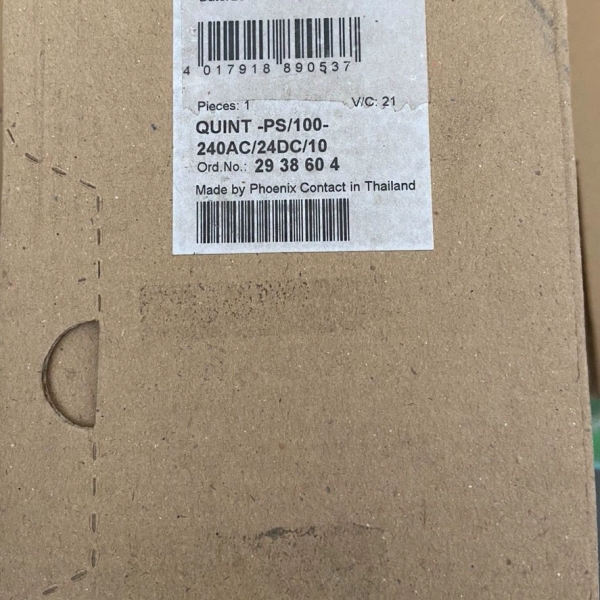 4 017918 890537
Pieces: 1 V/C: 21
QUINT -PS/100-
240AC/24DC/10
Ord.No.: 29 38 60 4
Made by Phoenix Contact in Thailand